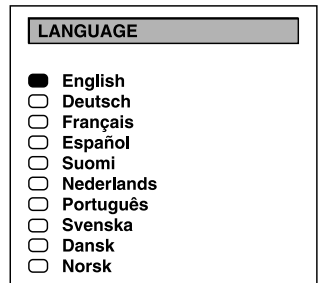 LANGUAGE
English
Deutsch
Français
Español
Suomi
Nederlands
Português
Svenska
Dansk
Norsk